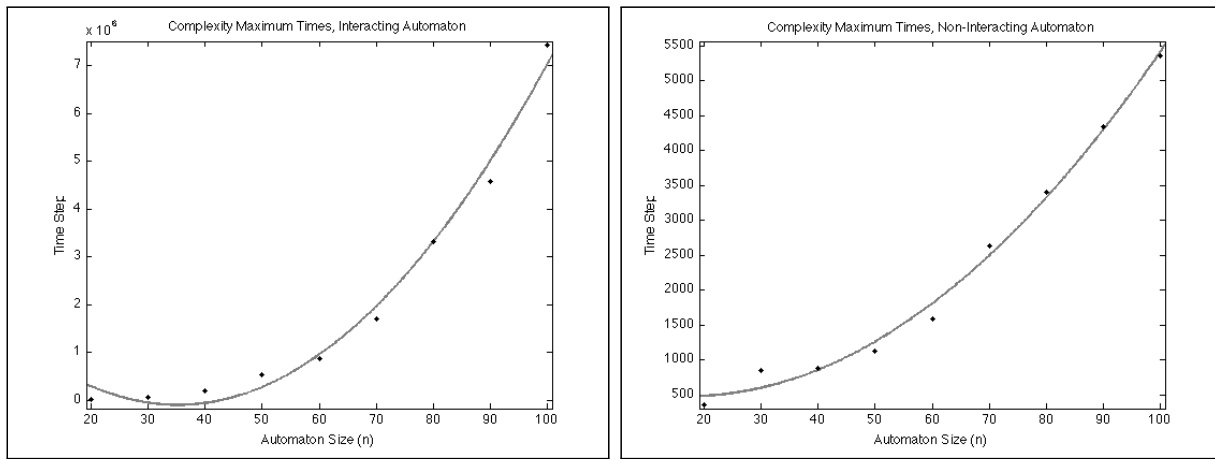 x 10^6
Complexity Maximum Times, Interacting Automaton
7
6
5
4
3
2
1
0
Time Step
20 30 40 50 60 70 80 90 100
Automaton Size (n)
Complexity Maximum Times, Non-Interacting Automaton
5500
5000
4500
4000
3500
3000
2500
2000
1500
1000
500
Time Step
20 30 40 50 60 70 80 90 100
Automaton Size (n)